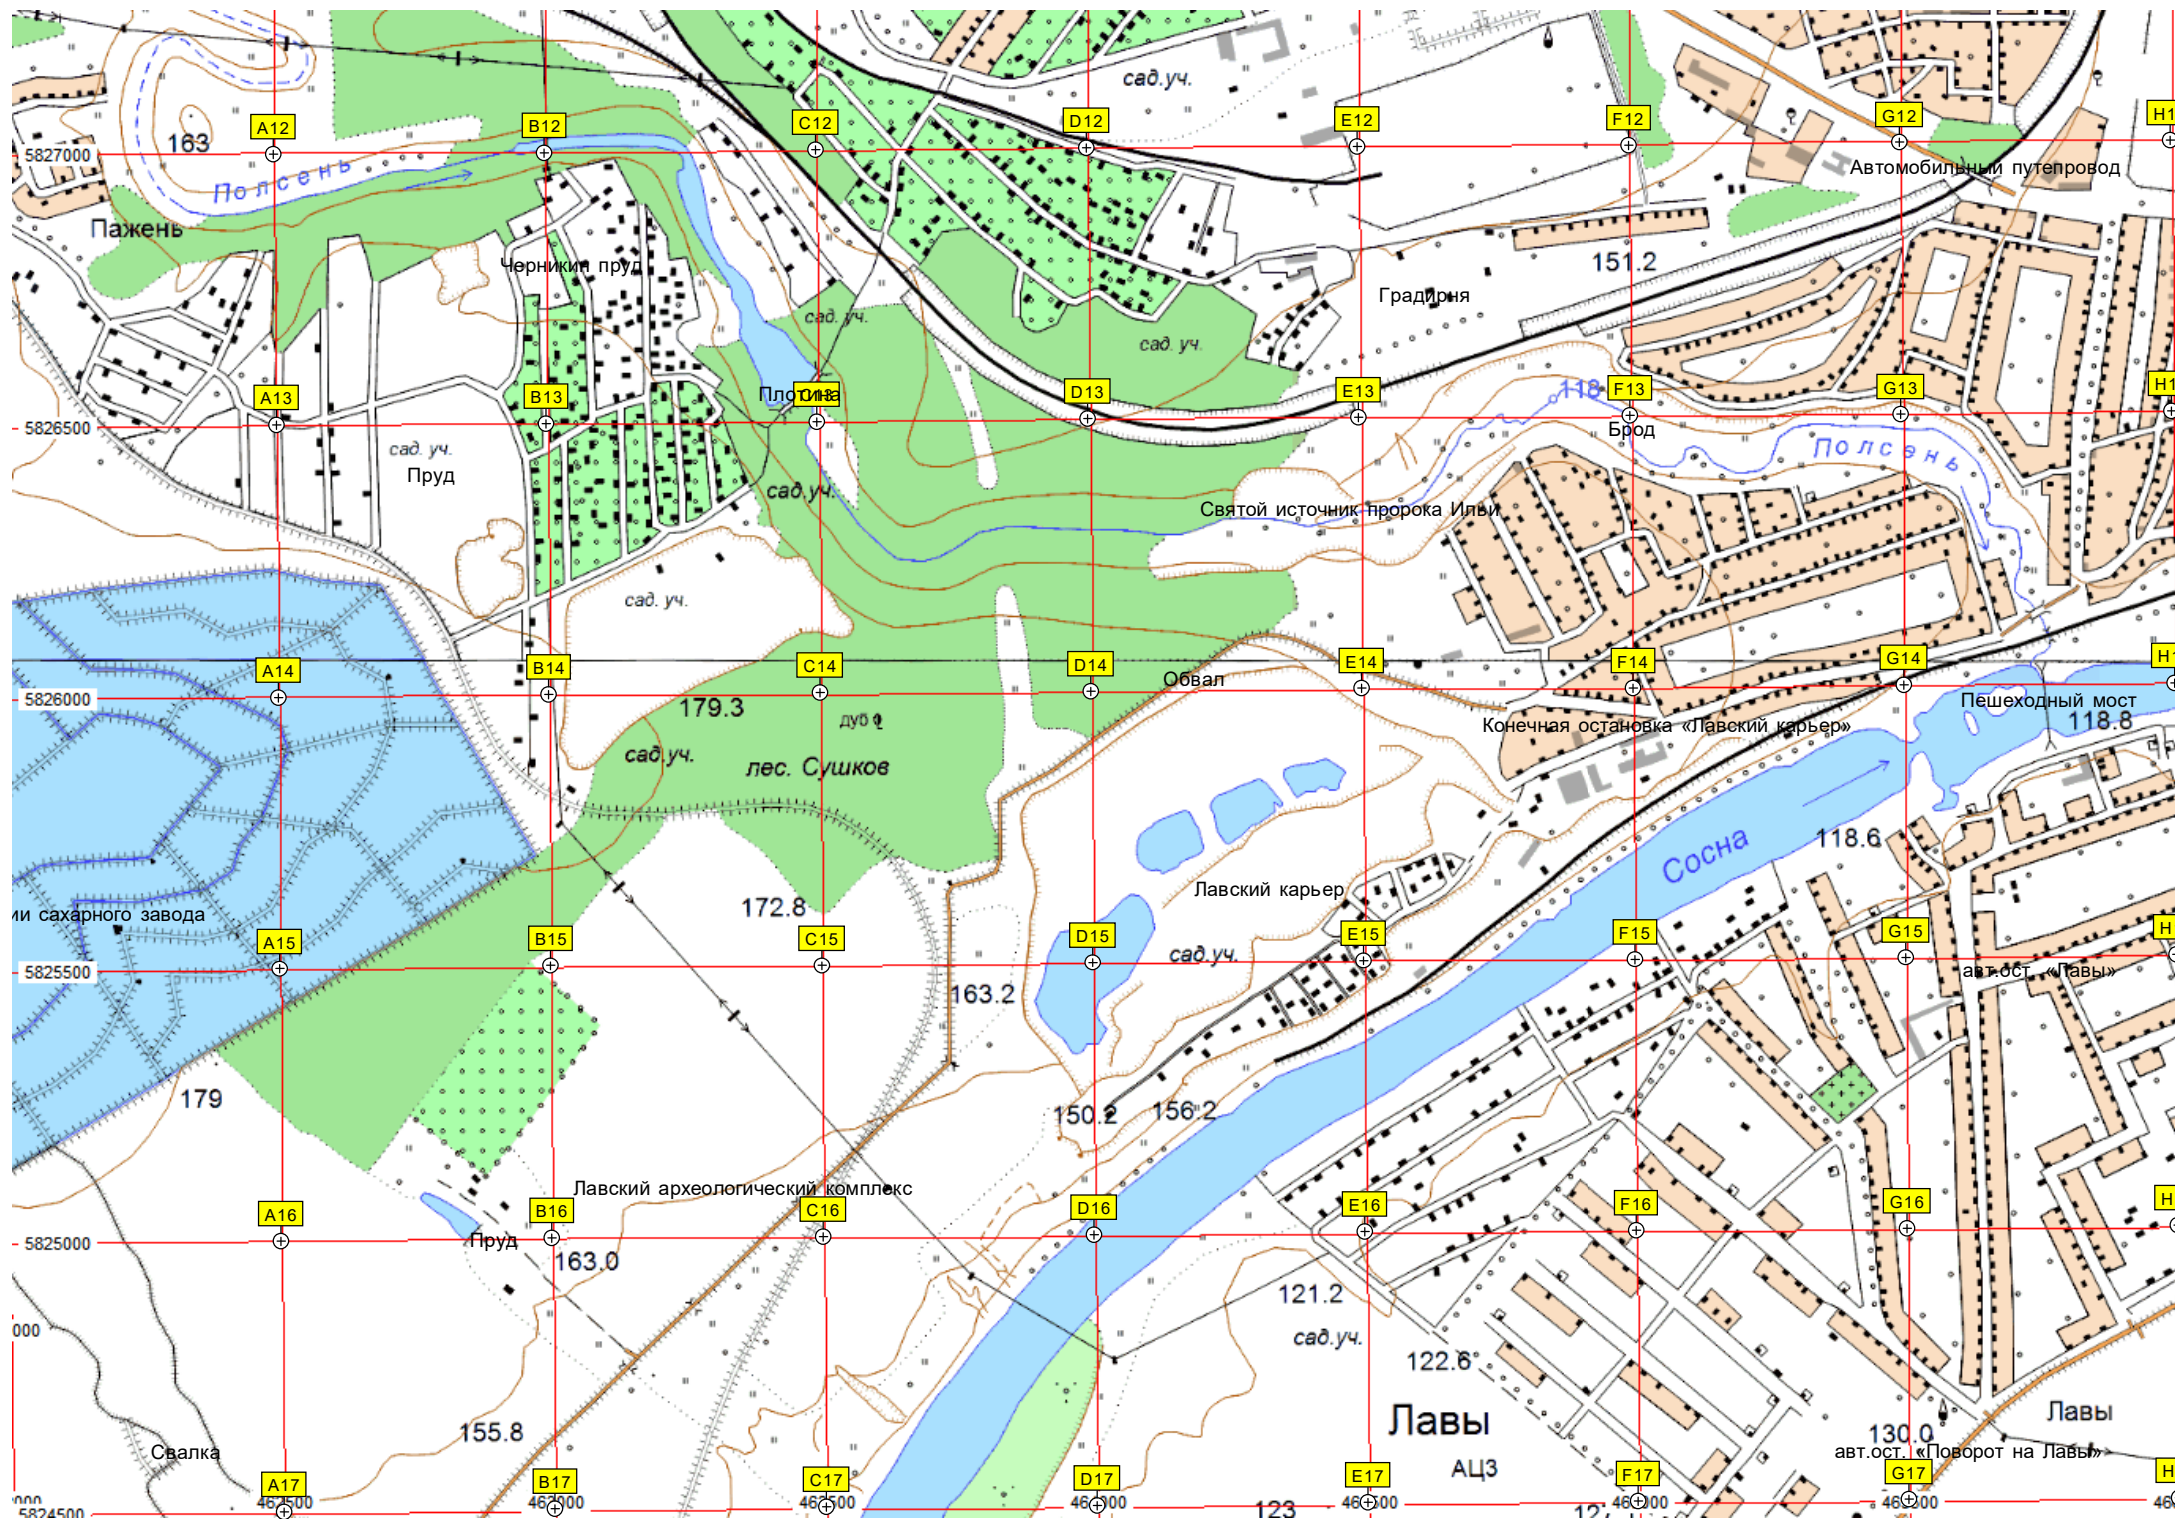 сад.уч.
A12
B12
C12
D12
E12
F12
G12
163
5827000
Полсень
Автомобильный путепровод
Пажень
Черникин пруд
151.2
Градирня
сад. уч.
сад. уч.
A13
B13
Плотина
C13
D13
E13
118
F13
G13
5826500
Брод
Полсень
сад. уч.
Пруд
сад.уч.
Святой источник пророка Ильи
сад. уч.
A14
B14
C14
D14
E14
F14
G14
5826000
Обвал
179.3
дуб
Пешеходный мост
118.8
Конечная остановка «Лавский карьер»
сад.уч.
лес. Сушков
Сосна
118.6
Лавский карьер
172.8
ии сахарного завода
A15
B15
C15
D15
E15
F15
G15
сад.уч.
5825500
авт.ост. «Лавы»
163.2
179
150.2
156.2
Лавский археологический комплекс
A16
B16
C16
D16
E16
F16
G16
5825000
Пруд
163.0
121.2
000
сад.уч.
122.6
Лавы
Лавы
155.8
130.0
Свалка
авт.ост. «Поворот на Лавы»
АЦЗ
A17
B17
C17
D17
E17
F17
G17
5824500
123